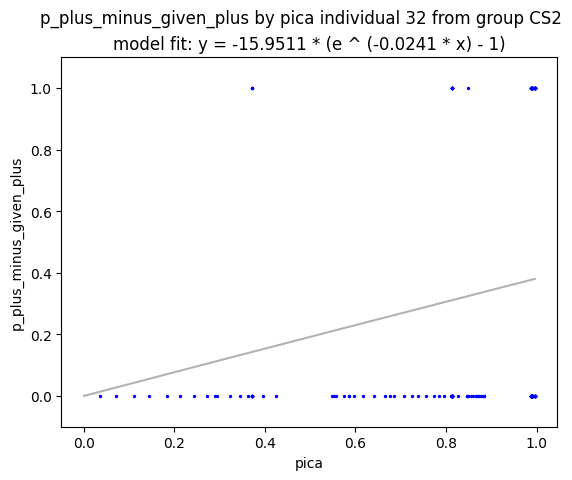 p_plus_minus_given_plus by pica individual 32 from group CS2
model fit: y = -15.9511 * (e ^ (-0.0241 * x) - 1)
1.0
0.8
0.6
0.4
0.2
0.0
p_plus_minus_given_plus
0.0 0.2 0.4 0.6 0.8 1.0
pica